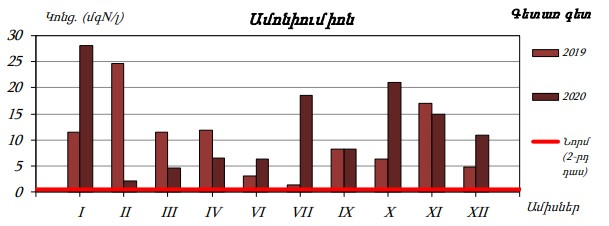 Կոնց. (մգN/լ)
Ամոնիում իոն
Գետառ գետ
30
25
20
15
10
5
0
2019
2020
Նորմ
(2-րդ
դաս)
I II III IV VI VII IX X XI XII
Ամիսներ